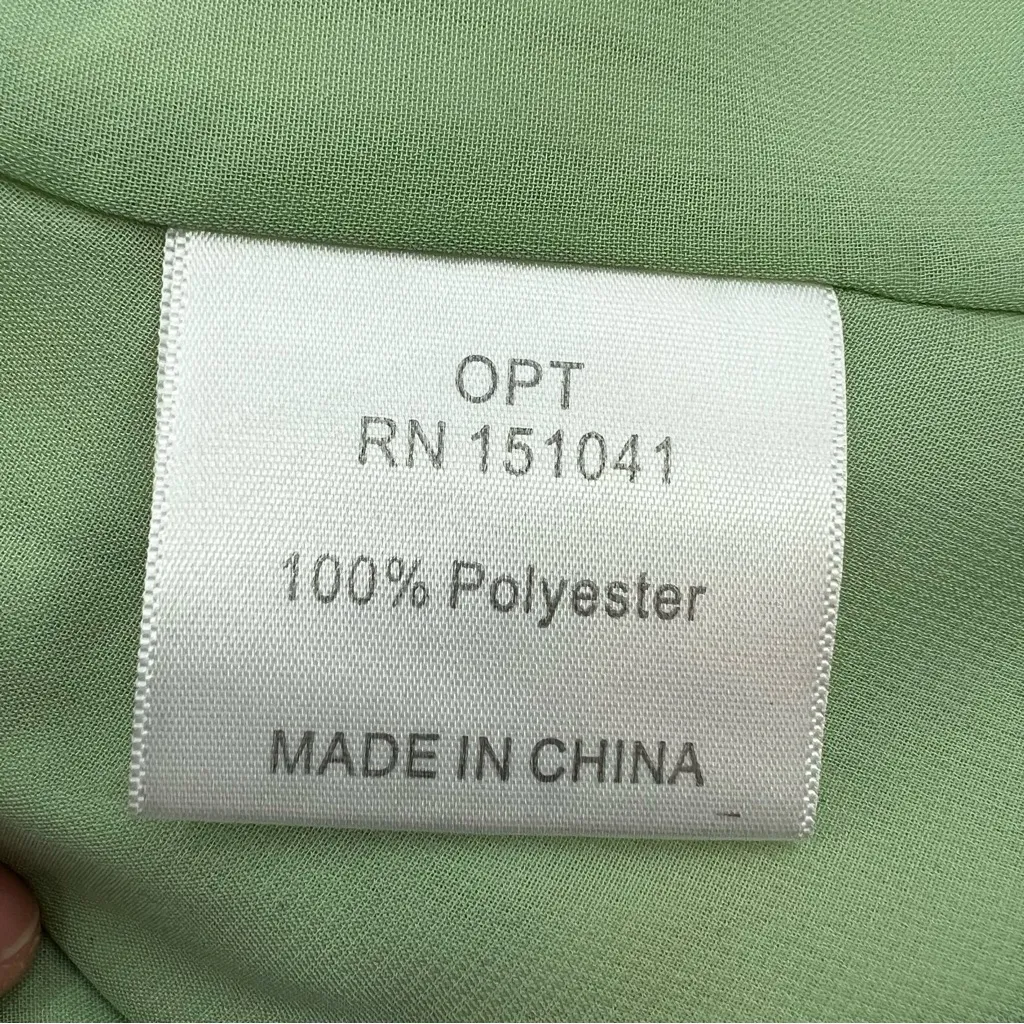 OPT
RN 151041
100% Polyester
MADE IN CHINA